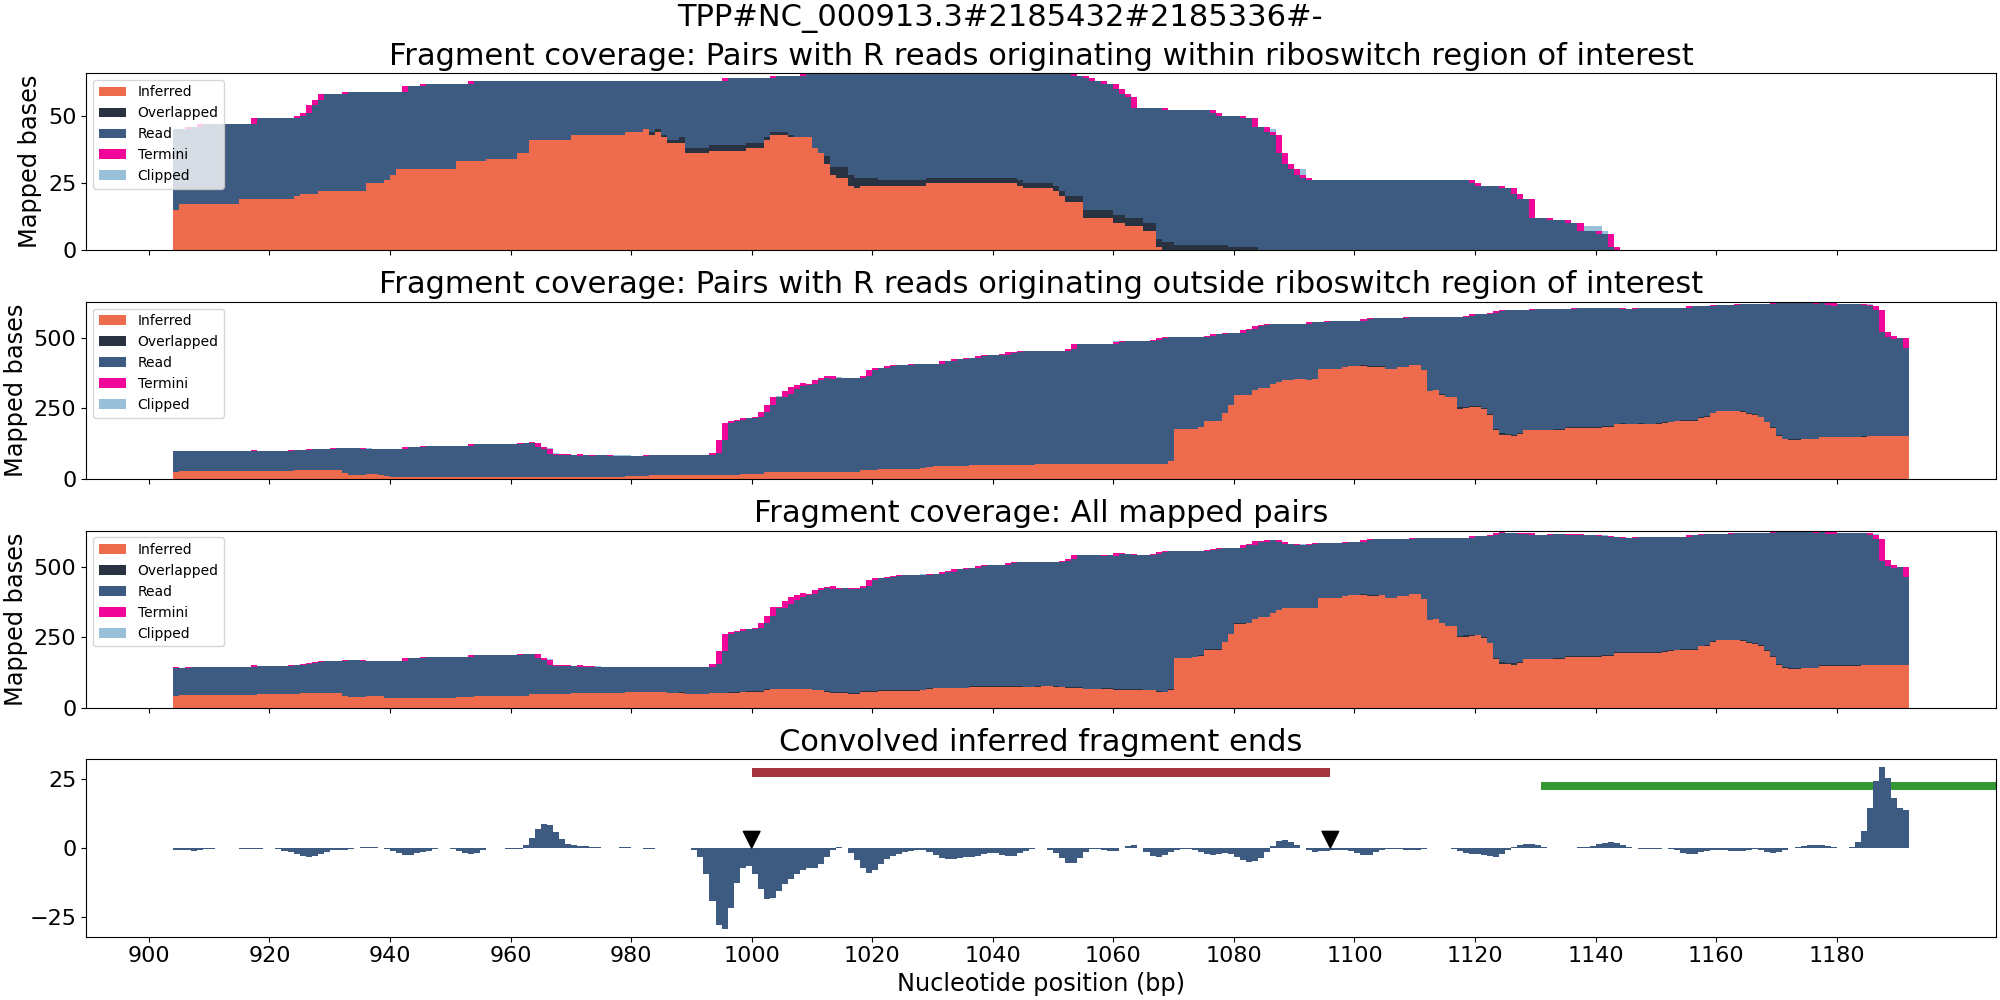 TPP#NC_000913.3#2185432#2185336#-
Fragment coverage: Pairs with R reads originating within riboswitch region of interest
Mapped bases
50
25
0
Inferred
Overlapped
Read
Termini
Clipped
Fragment coverage: Pairs with R reads originating outside riboswitch region of interest
Mapped bases
500
250
0
Inferred
Overlapped
Read
Termini
Clipped
Fragment coverage: All mapped pairs
Mapped bases
500
250
0
Inferred
Overlapped
Read
Termini
Clipped
Convolved inferred fragment ends
25
0
−25
900 920 940 960 980 1000 1020 1040 1060 1080 1100 1120 1140 1160 1180
Nucleotide position (bp)